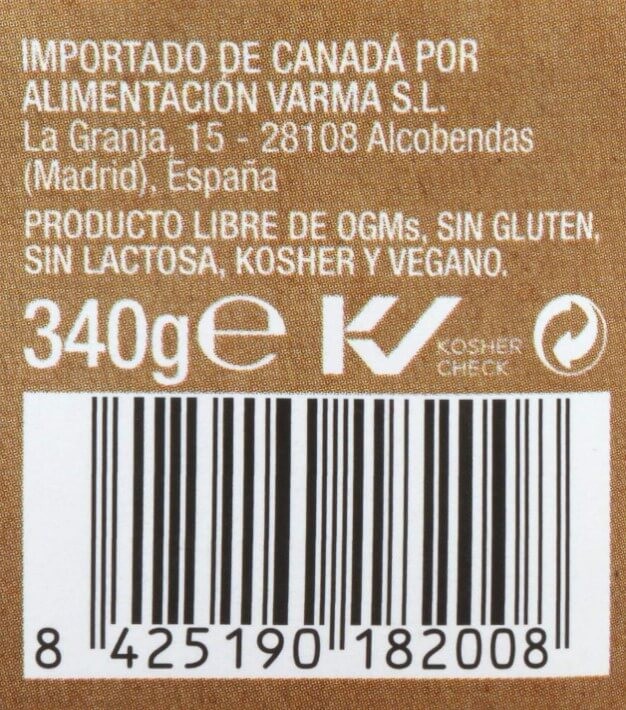 IMPORTADO DE CANADÁ POR
ALIMENTACIÓN VARMA S.L.
La Granja, 15 - 28108 Alcobendas
(Madrid), España
PRODUCTO LIBRE DE OGMs, SIN GLUTEN,
SIN LACTOSA, KOSHER Y VEGANO.
340g℮ KV KOSHER
CHECK
8 425190 182008